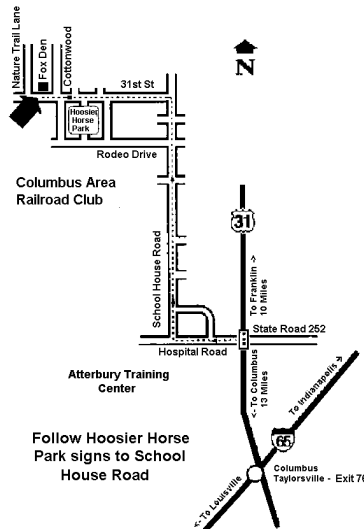 Nature Trail Lane
Fox Den
Cottonwood
31st St
N
Hoosier
Horse
Park
Rodeo Drive
Columbus Area
Railroad Club
School House Road
31
To Franklin ->
10 Miles
State Road 252
Hospital Road
Atterbury Training
Center
<- To Columbus
13 Miles
To Indianapolis ->
65
Follow Hoosier Horse
Park signs to School
House Road
<- To Louisville
Columbus
Taylorsville - Exit 76